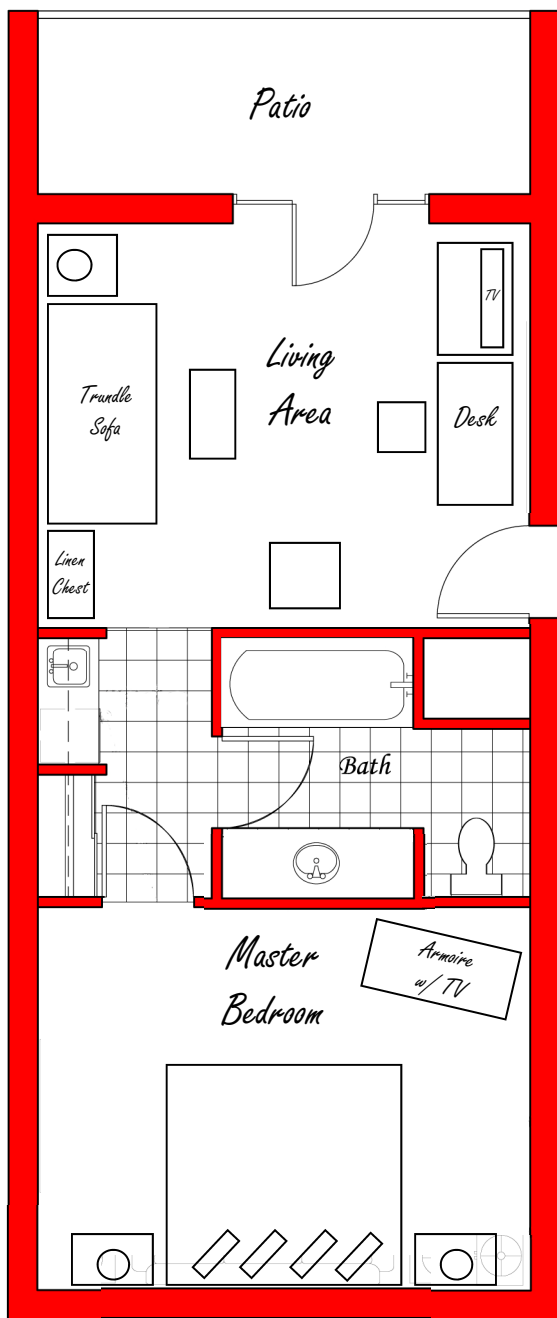 Patio
TV
Living
Area
Trundle
Sofa
Desk
Linen
Chest
Bath
Master
Bedroom
Armoire
w/ TV